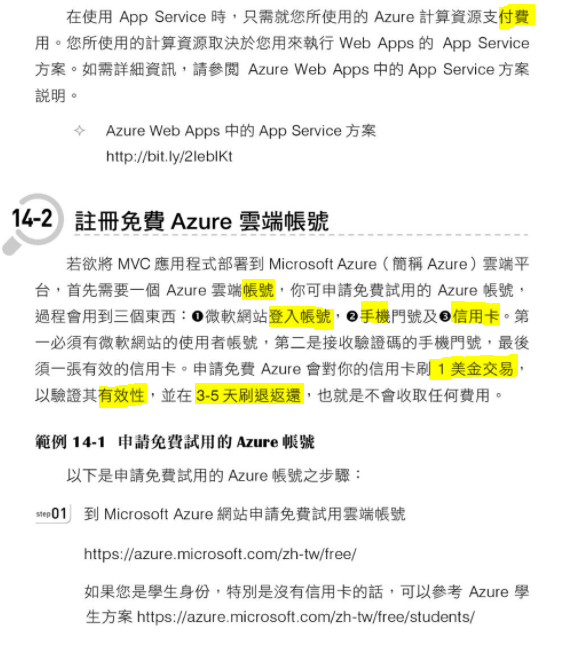 在使用 App Service 時，只需就您所使用的 Azure 計算資源支付費
用。您所使用的計算資源取決於您用來執行 Web Apps 的 App Service
方案。如需詳細資訊，請參閱 Azure Web Apps 中的 App Service 方案
說明。
✧ Azure Web Apps 中的 App Service 方案
http://bit.ly/2IebIKt
14-2 註冊免費 Azure 雲端帳號
若欲將 MVC 應用程式部署到 Microsoft Azure（簡稱 Azure）雲端平
台，首先需要一個 Azure 雲端帳號，你可申請免費試用的 Azure 帳號，
過程會用到三個東西：❶微軟網站登入帳號，❷手機門號及❸信用卡。第
一必須有微軟網站的使用者帳號，第二是接收驗證碼的手機門號，最後
須一張有效的信用卡。申請免費 Azure 會對你的信用卡刷 1 美金交易，
以驗證其有效性，並在 3-5 天刷退返還，也就是不會收取任何費用。
範例 14-1 申請免費試用的 Azure 帳號
以下是申請免費試用的 Azure 帳號之步驟：
step01 到 Microsoft Azure 網站申請免費試用雲端帳號
https://azure.microsoft.com/zh-tw/free/
如果您是學生身份，特別是沒有信用卡的話，可以參考 Azure 學
生方案 https://azure.microsoft.com/zh-tw/free/students/